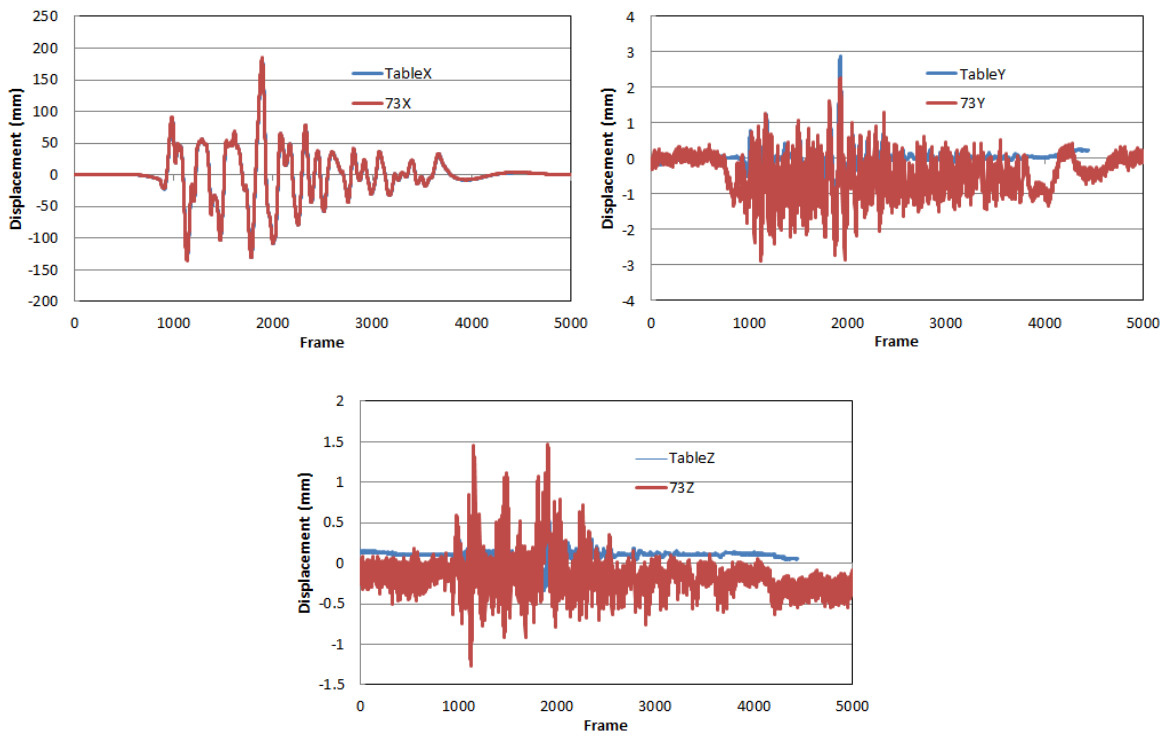 250
200
150
100
50
0
-50
-100
-150
-200
Displacement (mm)
TableX
73X
0 1000 2000 3000 4000 5000
Frame
4
3
2
1
0
-1
-2
-3
-4
Displacement (mm)
TableY
73Y
0 1000 2000 3000 4000 5000
Frame
2
1.5
1
0.5
0
-0.5
-1
-1.5
Displacement (mm)
TableZ
73Z
0 1000 2000 3000 4000 5000
Frame